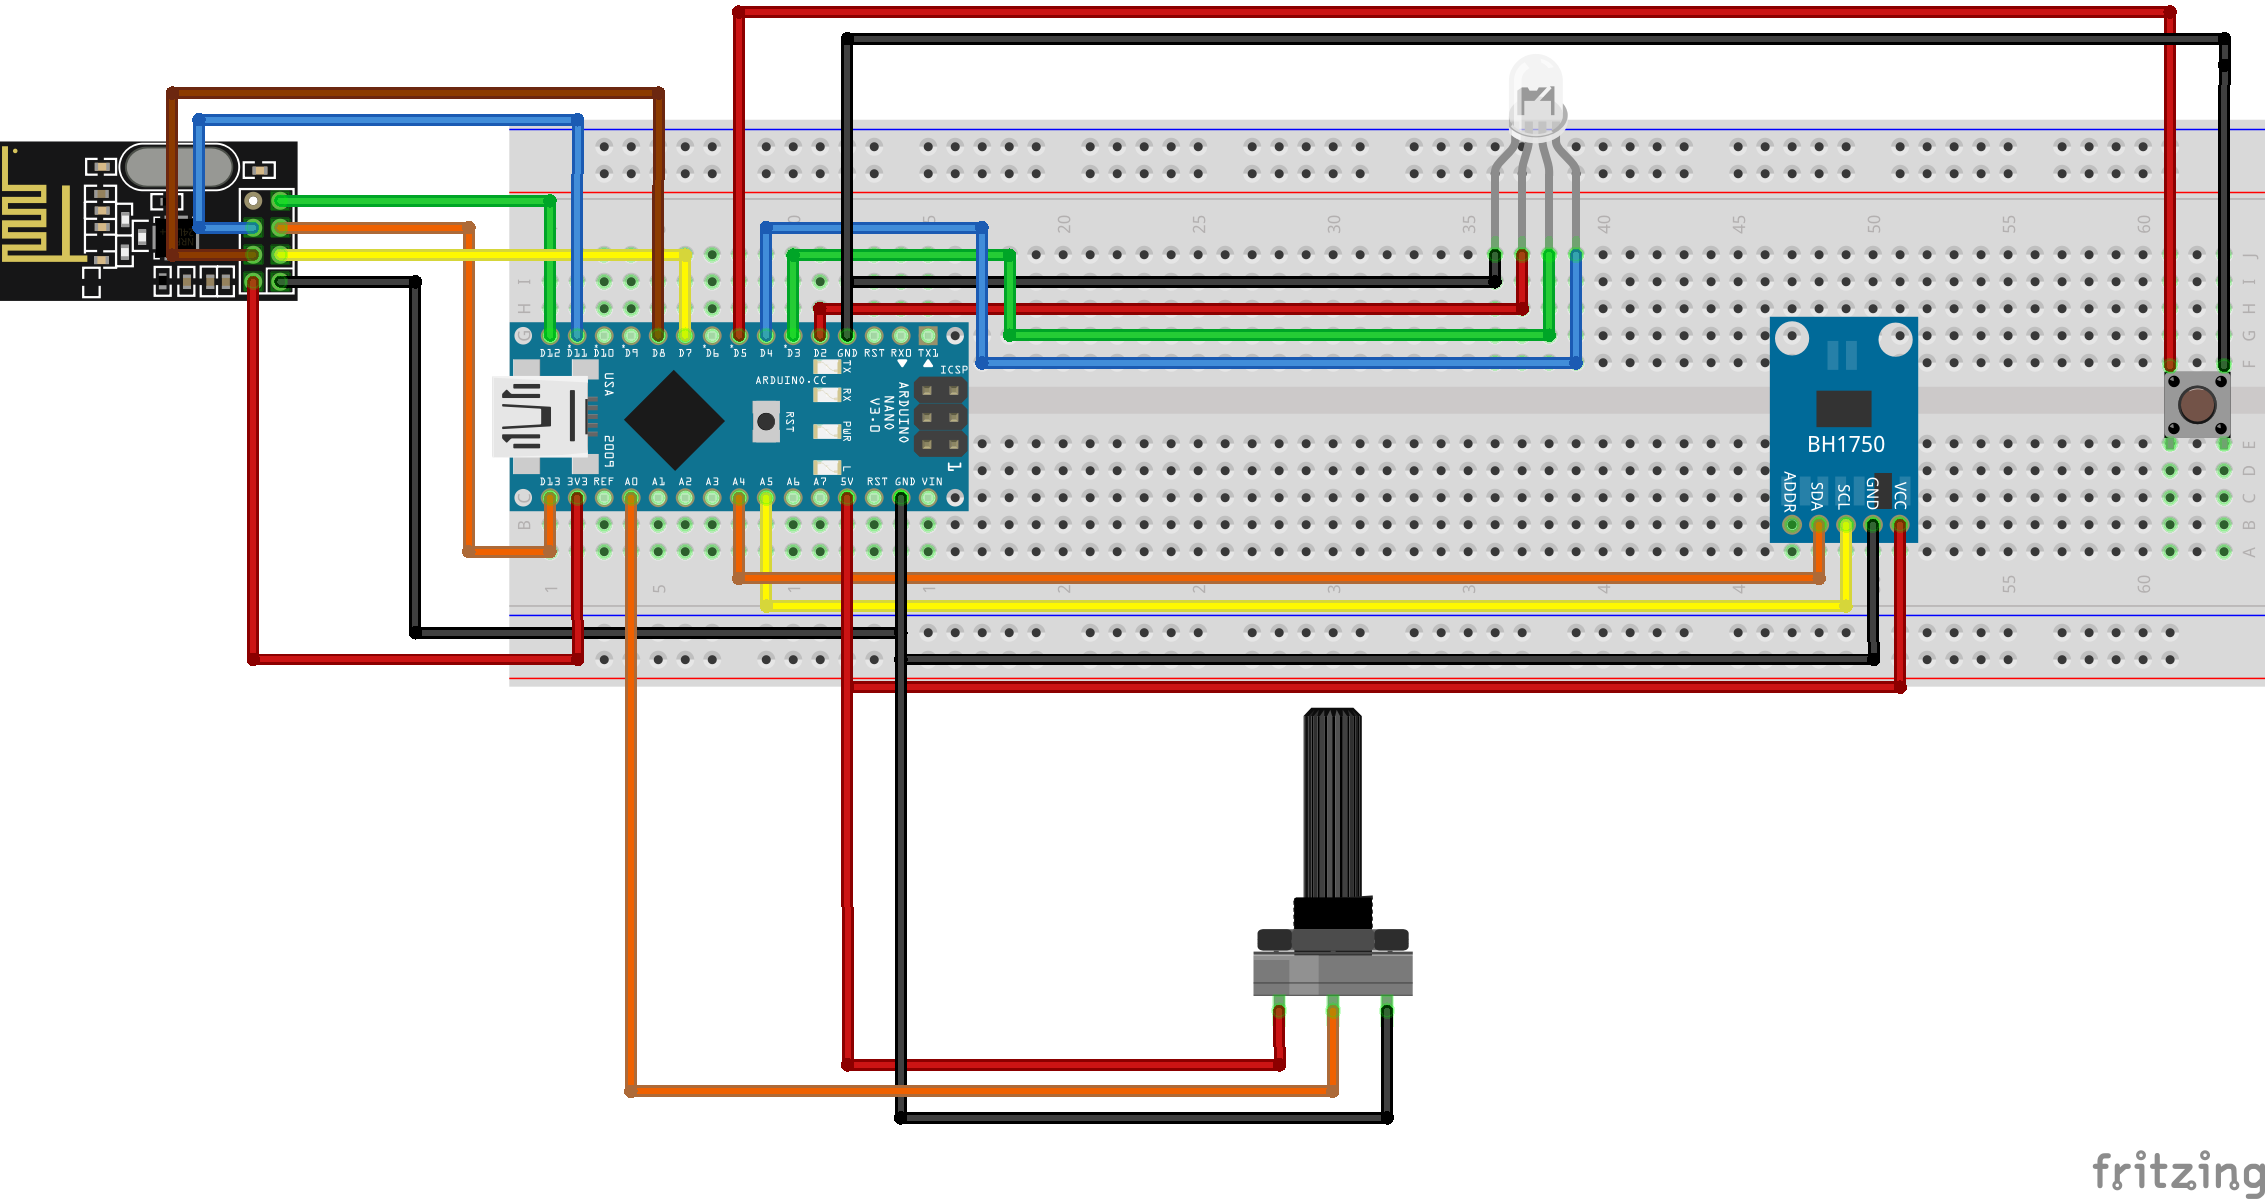 20
25
30
35
40
45
50
55
60
J
I
H
G
F
D12 D11 D10 D9 D8 D7 D6 D5 D4 D3 D2 GND RST RX0 TX1
USA
2009
ARDUINO.CC
RST
TX
RX
PWR
L
ARDUINO
NANO
V3.0
ICSP
1
D13 3V3 REF A0 A1 A2 A3 A4 A5 A6 A7 5V RST GND VIN
BH1750
ADDR
SDA
SCL
GND
VCC
E
D
C
B
A
C
B
1
5
55
60
fritzing